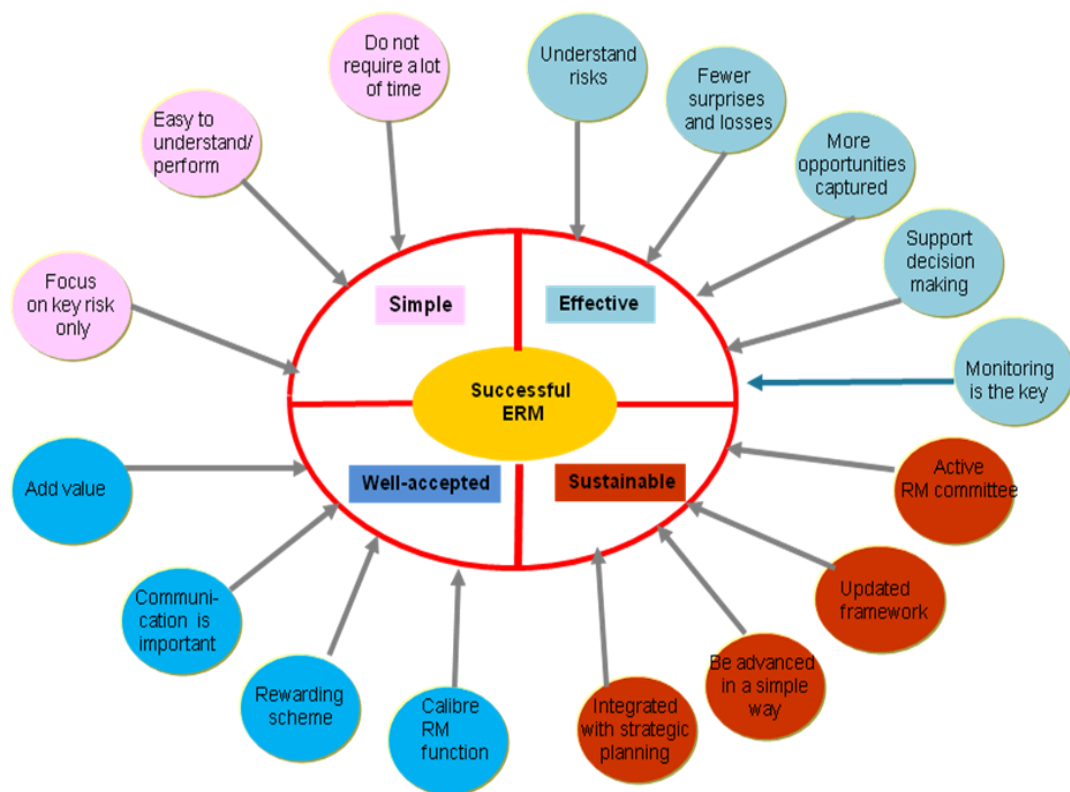 Do not
require a lot
of time
Understand
risks
Fewer
surprises
and losses
Easy to
understand/
perform
More
opportunities
captured
Support
decision
making
Focus
on key risk
only
Simple
Effective
Monitoring
is the key
Successful
ERM
Add value
Well-accepted
Sustainable
Active
RM committee
Communi-
cation is
important
Updated
framework
Rewarding
scheme
Calibre
RM
function
Integrated
with strategic
planning
Be advanced
in a simple
way